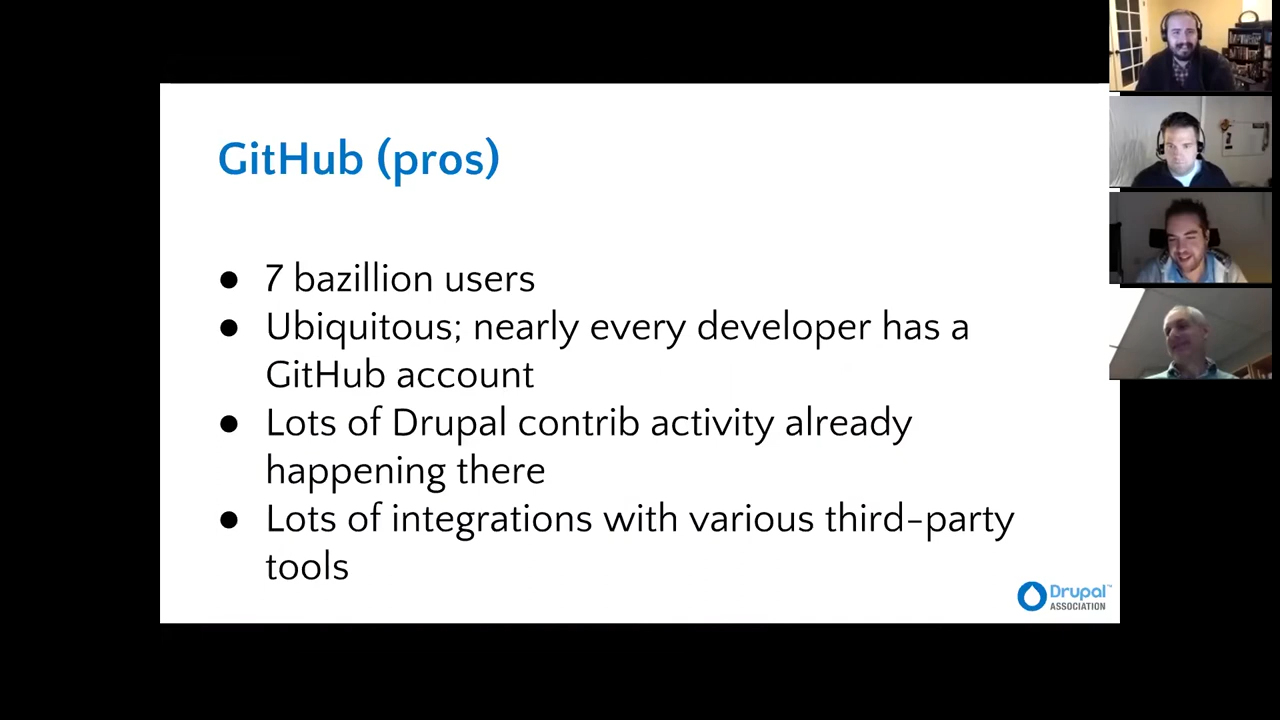 GitHub (pros)
● 7 bazillion users
● Ubiquitous; nearly every developer has a
GitHub account
● Lots of Drupal contrib activity already
happening there
● Lots of integrations with various third-party
tools
Drupal™
ASSOCIATION